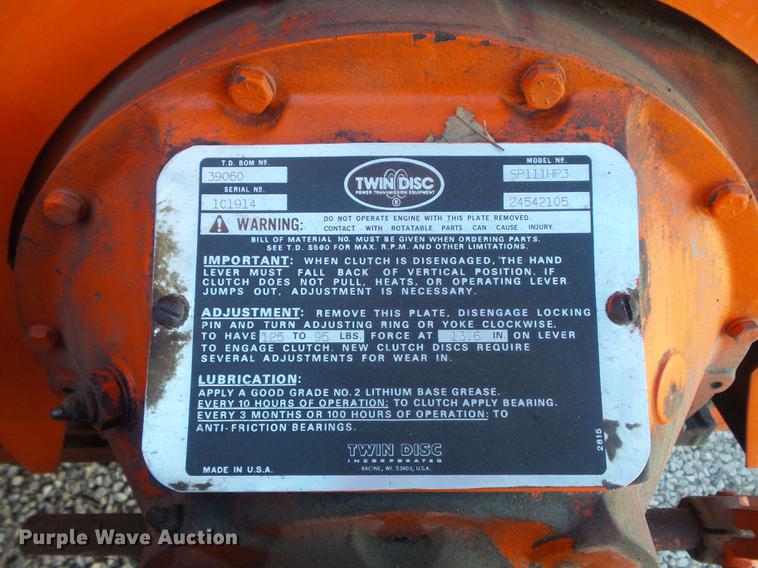 T.D. BOM Nº.
39060
SERIAL Nº.
1C1914
TWIN DISC
POWER TRANSMISSION EQUIPMENT
®
MODEL Nº.
SP111HP3
24542105
WARNING: DO NOT OPERATE ENGINE WITH THIS PLATE REMOVED.
CONTACT WITH ROTATABLE PARTS CAN CAUSE INJURY.
BILL OF MATERIAL NO. MUST BE GIVEN WHEN ORDERING PARTS.
SEE T.D. S500 FOR MAX. R.P.M. AND OTHER LIMITATIONS.
IMPORTANT: WHEN CLUTCH IS DISENGAGED, THE HAND
LEVER MUST FALL BACK OF VERTICAL POSITION. IF
CLUTCH DOES NOT PULL, HEATS, OR OPERATING LEVER
JUMPS OUT, ADJUSTMENT IS NECESSARY.
ADJUSTMENT: REMOVE THIS PLATE, DISENGAGE LOCKING
PIN AND TURN ADJUSTING RING OR YOKE CLOCKWISE.
TO HAVE 125 TO 95 LBS. FORCE AT 13.6 IN ON LEVER
TO ENGAGE CLUTCH. NEW CLUTCH DISCS REQUIRE
SEVERAL ADJUSTMENTS FOR WEAR IN.
LUBRICATION:
APPLY A GOOD GRADE NO. 2 LITHIUM BASE GREASE.
EVERY 10 HOURS OF OPERATION: TO CLUTCH APPLY BEARING.
EVERY 3 MONTHS OR 100 HOURS OF OPERATION: TO
ANTI-FRICTION BEARINGS.
TWIN DISC
INCORPORATED
RACINE, WI. 53403, U.S.A.
MADE IN U.S.A.
2815
Purple Wave Auction